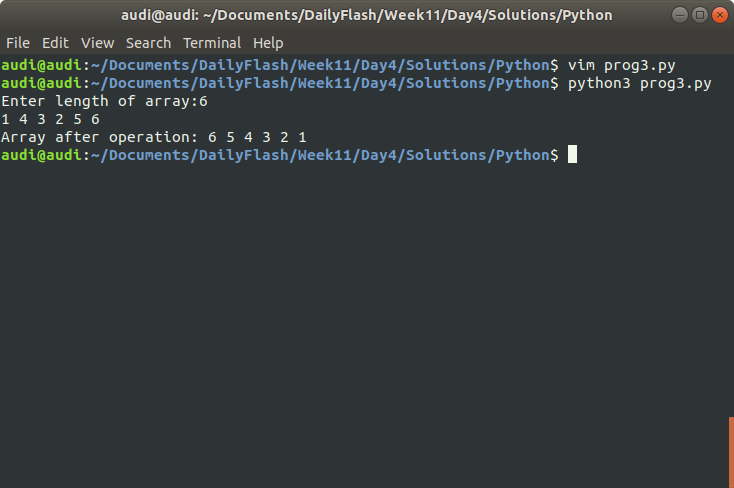 audi@audi: ~/Documents/DailyFlash/Week11/Day4/Solutions/Python
File Edit View Search Terminal Help
audi@audi:~/Documents/DailyFlash/Week11/Day4/Solutions/Python$ vim prog3.py
audi@audi:~/Documents/DailyFlash/Week11/Day4/Solutions/Python$ python3 prog3.py
Enter length of array:6
1 4 3 2 5 6
Array after operation: 6 5 4 3 2 1
audi@audi:~/Documents/DailyFlash/Week11/Day4/Solutions/Python$